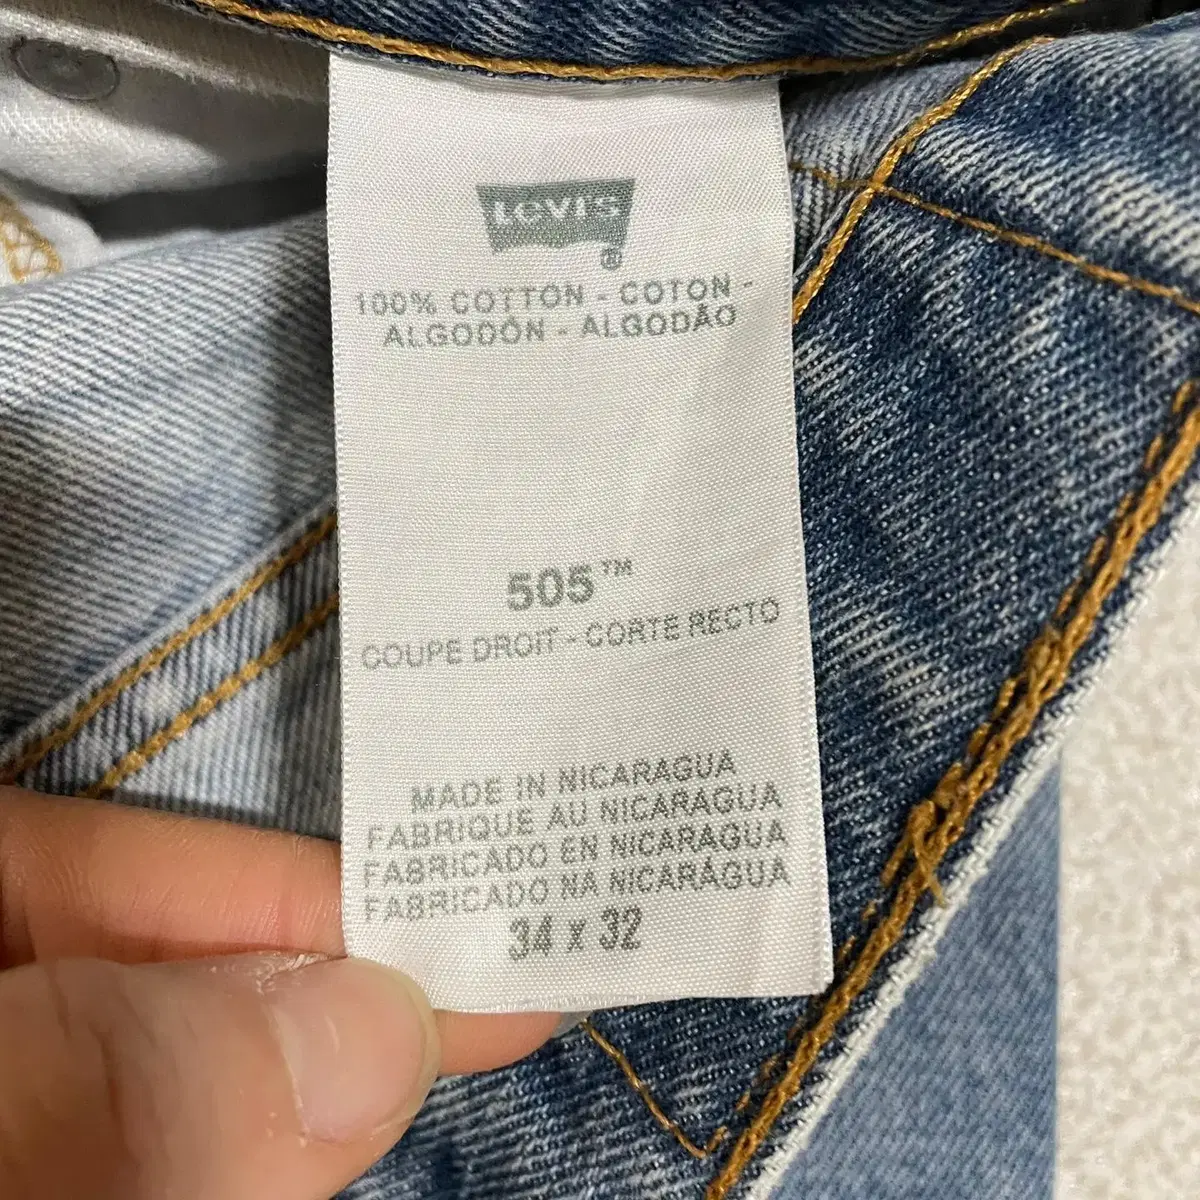 LEVI'S
®
100% COTTON - COTON -
ALGODÓN - ALGODÃO
505™
COUPE DROIT - CORTE RECTO
MADE IN NICARAGUA
FABRIQUE AU NICARAGUA
FABRICADO EN NICARAGUA
FABRICADO NA NICARÁGUA
34 x 32